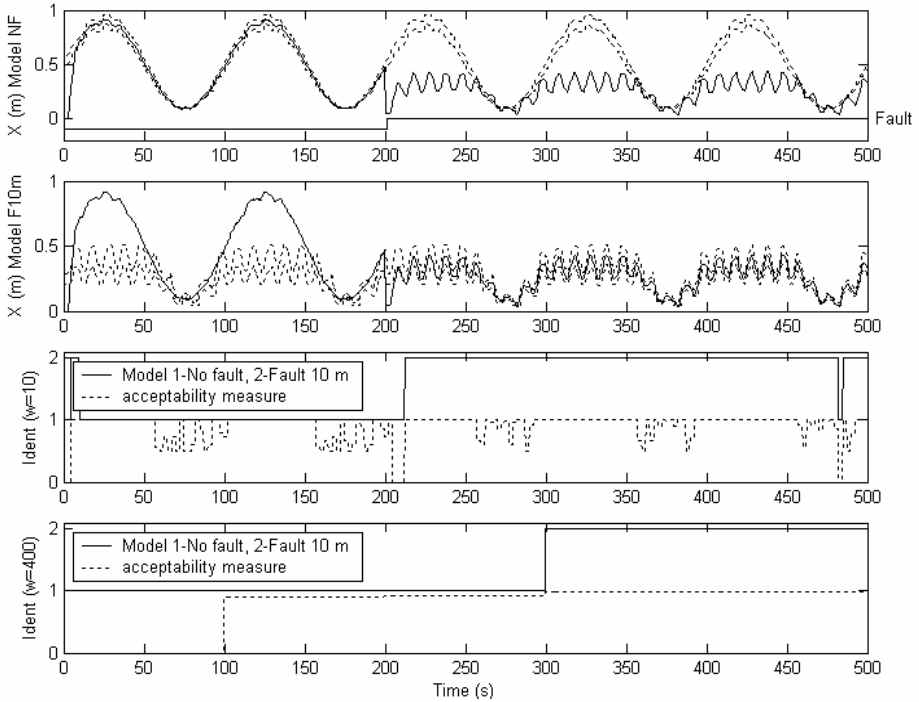 X (m) Model NF
1
0.5
0
Fault
0 50 100 150 200 250 300 350 400 450 500
X (m) Model F10m
1
0.5
0
0 50 100 150 200 250 300 350 400 450 500
Ident (w=10)
2
1
0
Model 1-No fault, 2-Fault 10 m
acceptability measure
0 50 100 150 200 250 300 350 400 450 500
Ident (w=400)
2
1
0
Model 1-No fault, 2-Fault 10 m
acceptability measure
0 50 100 150 200 250 300 350 400 450 500
Time (s)